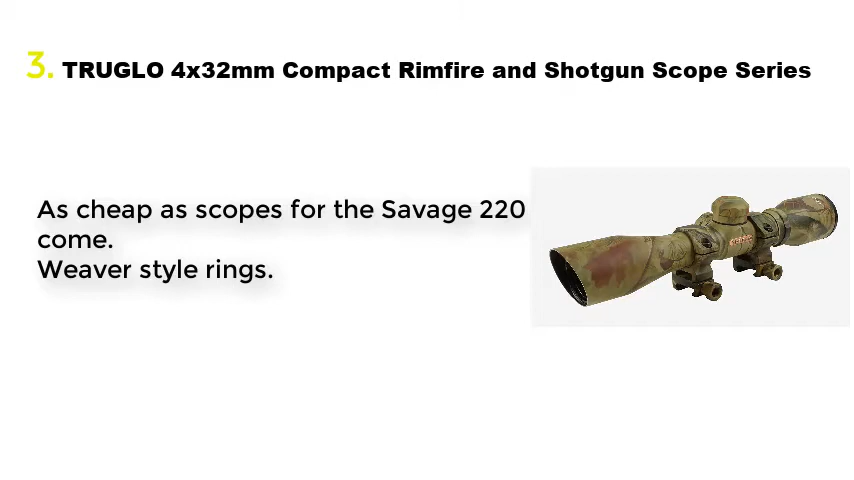 3. TRUGLO 4x32mm Compact Rimfire and Shotgun Scope Series
As cheap as scopes for the Savage 220
come.
Weaver style rings.